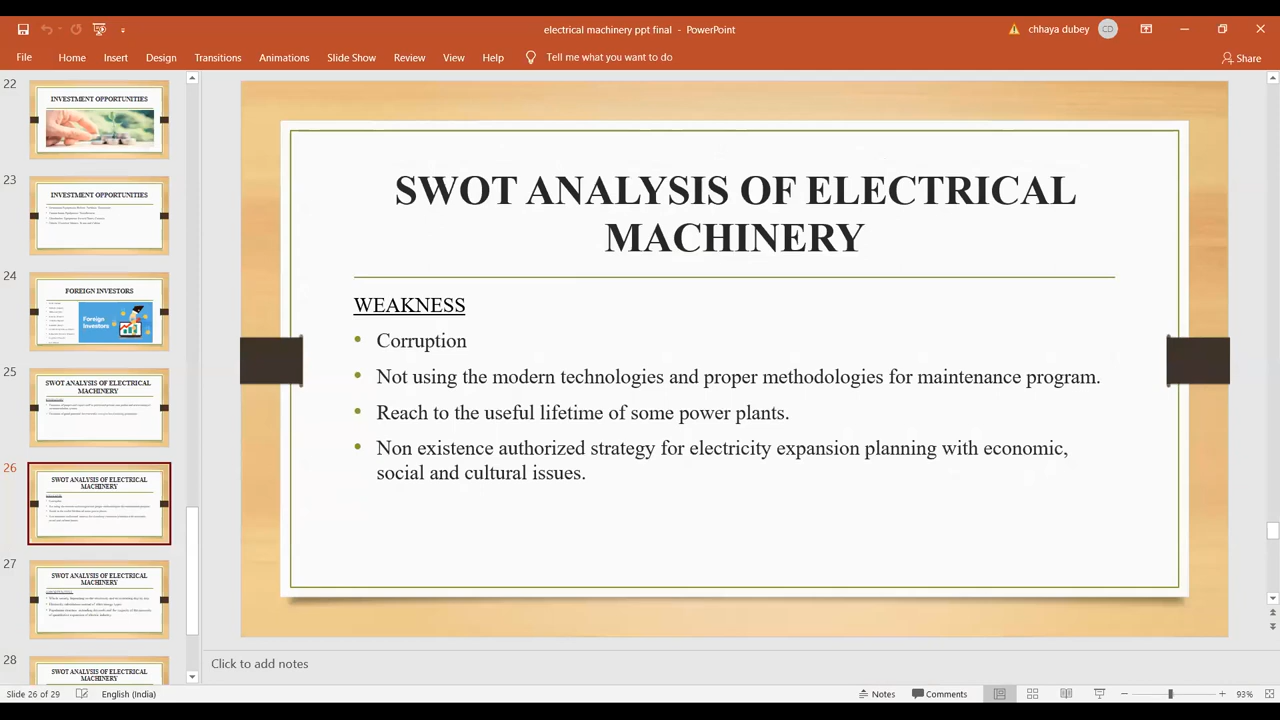 electrical machinery ppt final - PowerPoint
chhaya dubey
CD
File Home Insert Design Transitions Animations Slide Show Review View Help Tell me what you want to do
Share
22
INVESTMENT OPPORTUNITIES
23
INVESTMENT OPPORTUNITIES
24
FOREIGN INVESTORS
Foreign
Investors
25
SWOT ANALYSIS OF ELECTRICAL
MACHINERY
26
SWOT ANALYSIS OF ELECTRICAL
MACHINERY
27
SWOT ANALYSIS OF ELECTRICAL
MACHINERY
28
SWOT ANALYSIS OF ELECTRICAL
MACHINERY
SWOT ANALYSIS OF ELECTRICAL
MACHINERY
WEAKNESS
• Corruption
• Not using the modern technologies and proper methodologies for maintenance program.
• Reach to the useful lifetime of some power plants.
• Non existence authorized strategy for electricity expansion planning with economic,
social and cultural issues.
Click to add notes
Slide 26 of 29 English (India) Notes Comments 93%